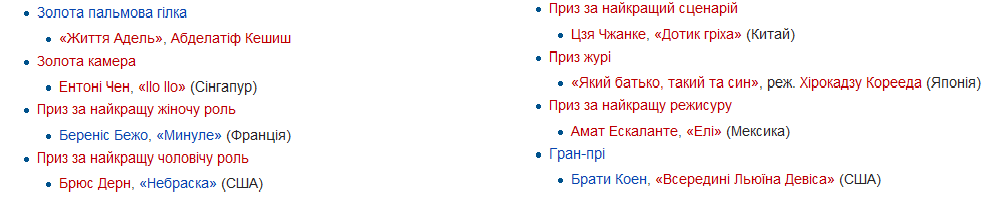 Золота пальмова гілка
«Життя Адель», Абделатіф Кешиш
Золота камера
Ентоні Чен, «Ilo Ilo» (Сінгапур)
Приз за найкращу жіночу роль
Береніс Бежо, «Минуле» (Франція)
Приз за найкращу чоловічу роль
Брюс Дерн, «Небраска» (США)
Приз за найкращий сценарій
Цзя Чжанке, «Дотик гріха» (Китай)
Приз журі
«Який батько, такий та син», реж. Хірокадзу Корееда (Японія)
Приз за найкращу режисуру
Амат Ескаланте, «Елі» (Мексика)
Гран-прі
Брати Коен, «Всередині Льюїна Девіса» (США)